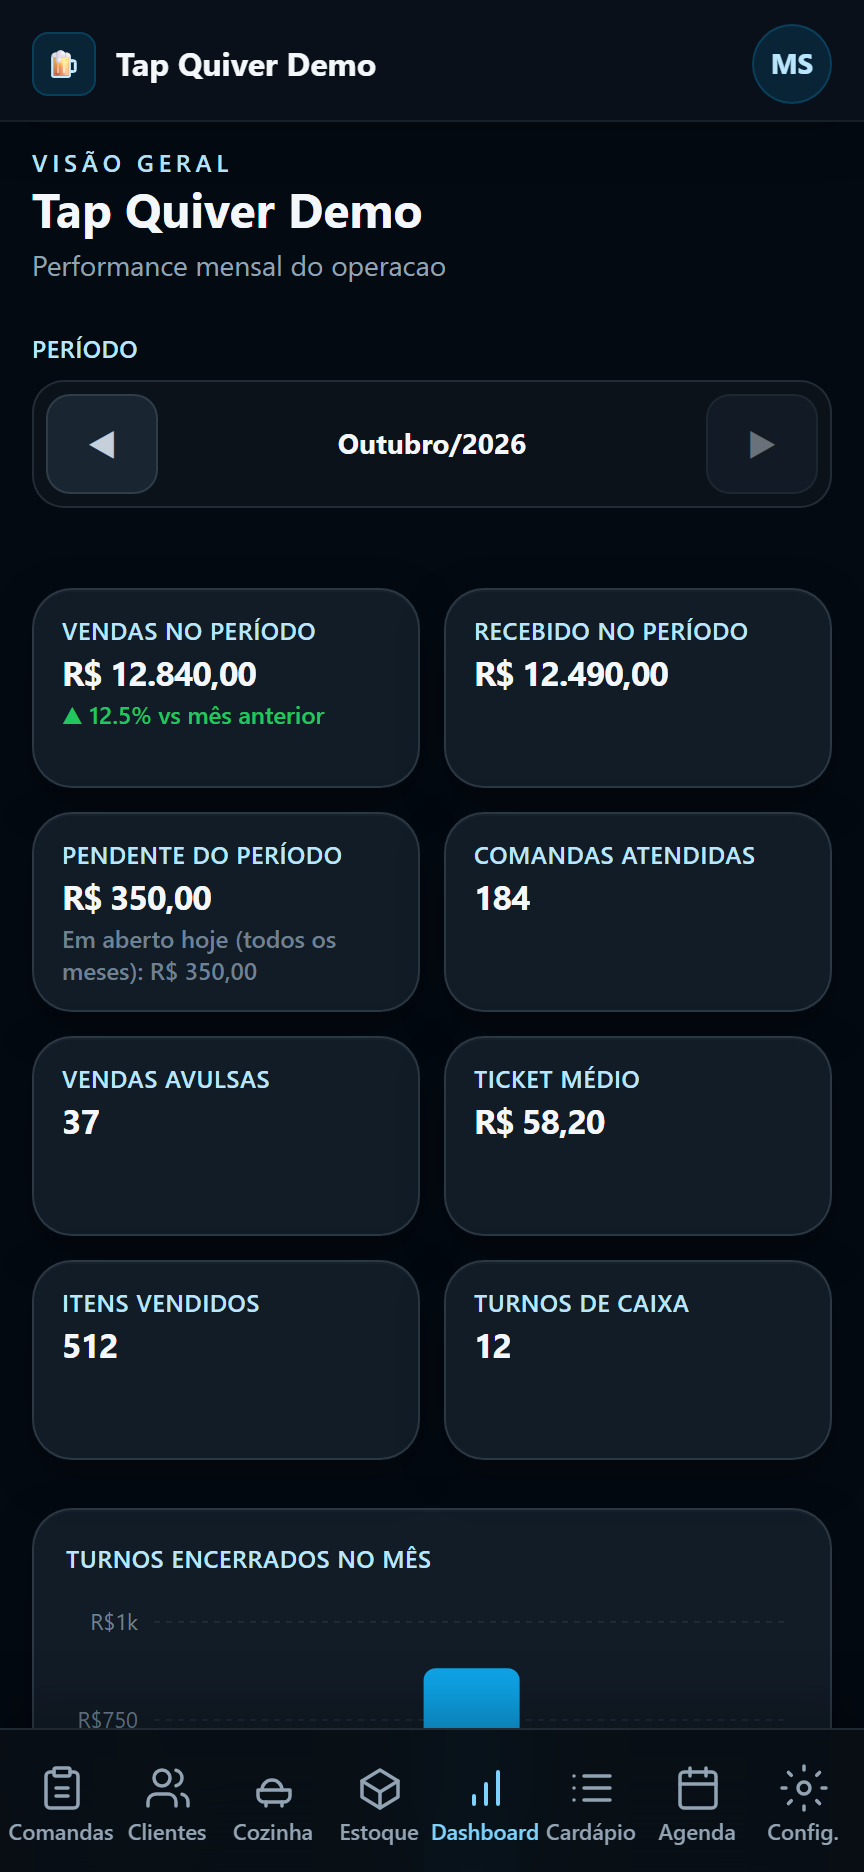 Tap Quiver Demo
MS
VISÃO GERAL
Tap Quiver Demo
Performance mensal do operacao
PERÍODO
Outubro/2026
VENDAS NO PERÍODO
R$ 12.840,00
▲ 12.5% vs mês anterior
RECEBIDO NO PERÍODO
R$ 12.490,00
PENDENTE DO PERÍODO
R$ 350,00
Em aberto hoje (todos os
meses): R$ 350,00
COMANDAS ATENDIDAS
184
VENDAS AVULSAS
37
TICKET MÉDIO
R$ 58,20
ITENS VENDIDOS
512
TURNOS DE CAIXA
12
TURNOS ENCERRADOS NO MÊS
R$1k
R$750
Comandas
Clientes
Cozinha
Estoque
Dashboard
Cardápio
Agenda
Config.